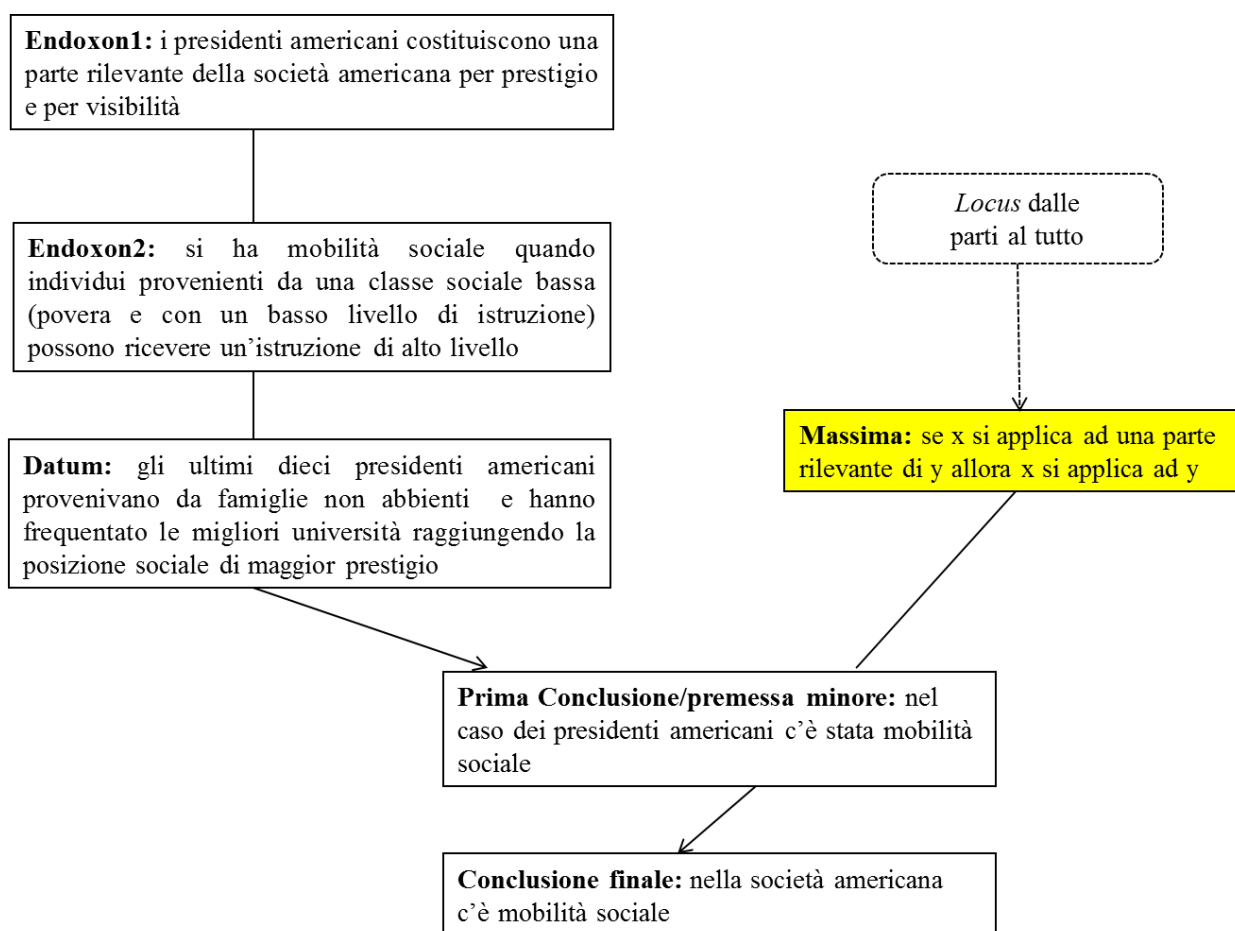 Endoxon1: i presidenti americani costituiscono una
parte rilevante della società americana per prestigio
e per visibilità
Endoxon2: si ha mobilità sociale quando
individui provenienti da una classe sociale bassa
(povera e con un basso livello di istruzione)
possono ricevere un’istruzione di alto livello
Datum: gli ultimi dieci presidenti americani
provenivano da famiglie non abbienti e hanno
frequentato le migliori università raggiungendo la
posizione sociale di maggior prestigio
Locus dalle
parti al tutto
Massima: se x si applica ad una parte
rilevante di y allora x si applica ad y
Prima Conclusione/premessa minore: nel
caso dei presidenti americani c’è stata mobilità
sociale
Conclusione finale: nella società americana
c’è mobilità sociale